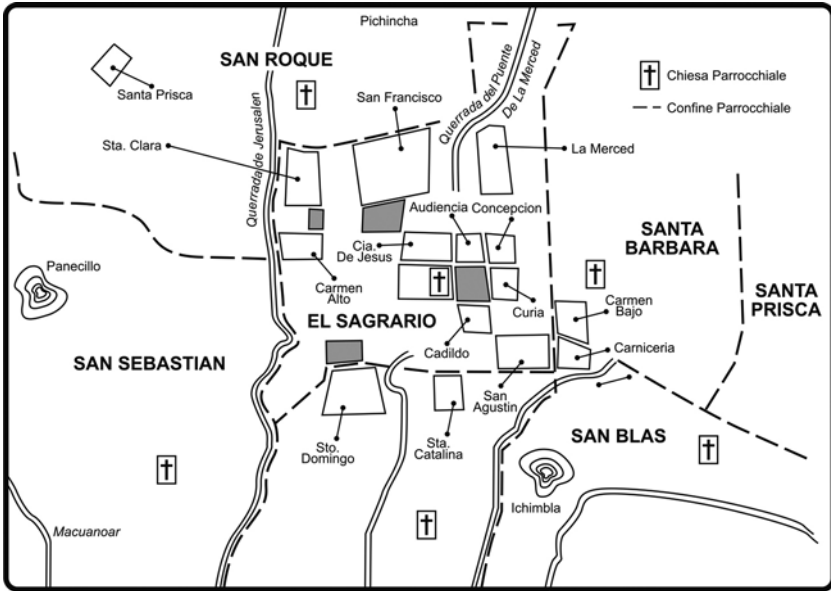 Pichincha
SAN ROQUE
Santa Prisca
San Francisco
Querrada del Puente
De La Merced
Chiesa Parrocchiale
Confine Parrocchiale
Sta. Clara
Querrada de Jerusalen
La Merced
Audiencia
Concepcion
SANTA
BARBARA
Cia.
De Jesus
Panecillo
Carmen
Alto
Curia
Carmen
Bajo
SANTA
PRISCA
EL SAGRARIO
Cadildo
Carniceria
SAN SEBASTIAN
San
Agustin
Sto.
Domingo
Sta.
Catalina
SAN BLAS
Ichimbla
Macuanoar